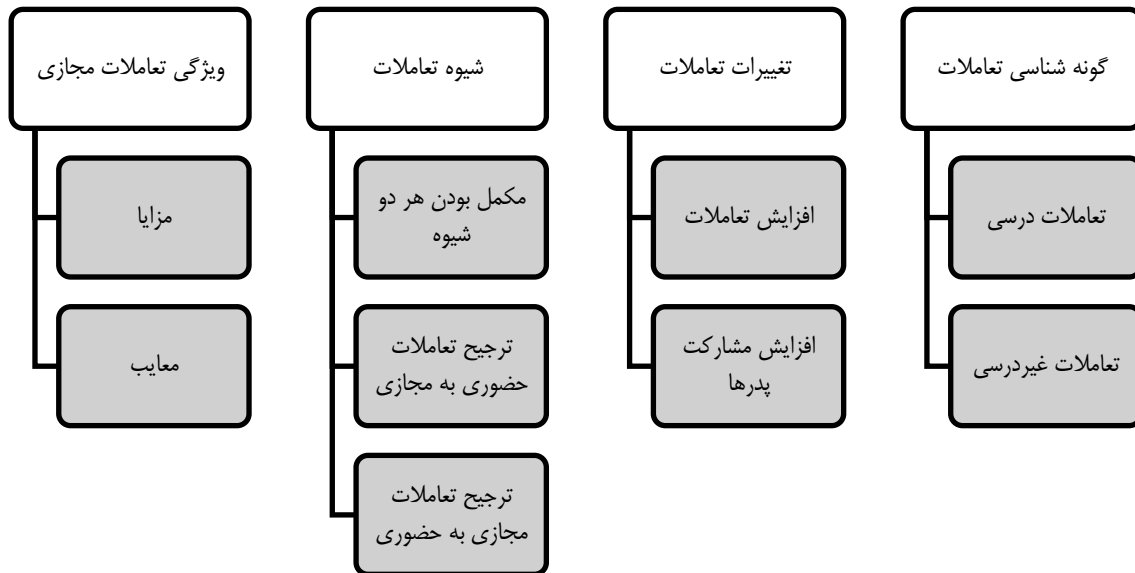 گونه شناسی تعاملات
تعاملات درسی
تعاملات غیردرسی
تغییرات تعاملات
افزایش تعاملات
افزایش مشارکت
پدرها
شیوه تعاملات
مکمل بودن هر دو
شیوه
ترجیح تعاملات
حضوری به مجازی
ترجیح تعاملات
مجازی به حضوری
ویژگی تعاملات مجازی
مزایا
معایب